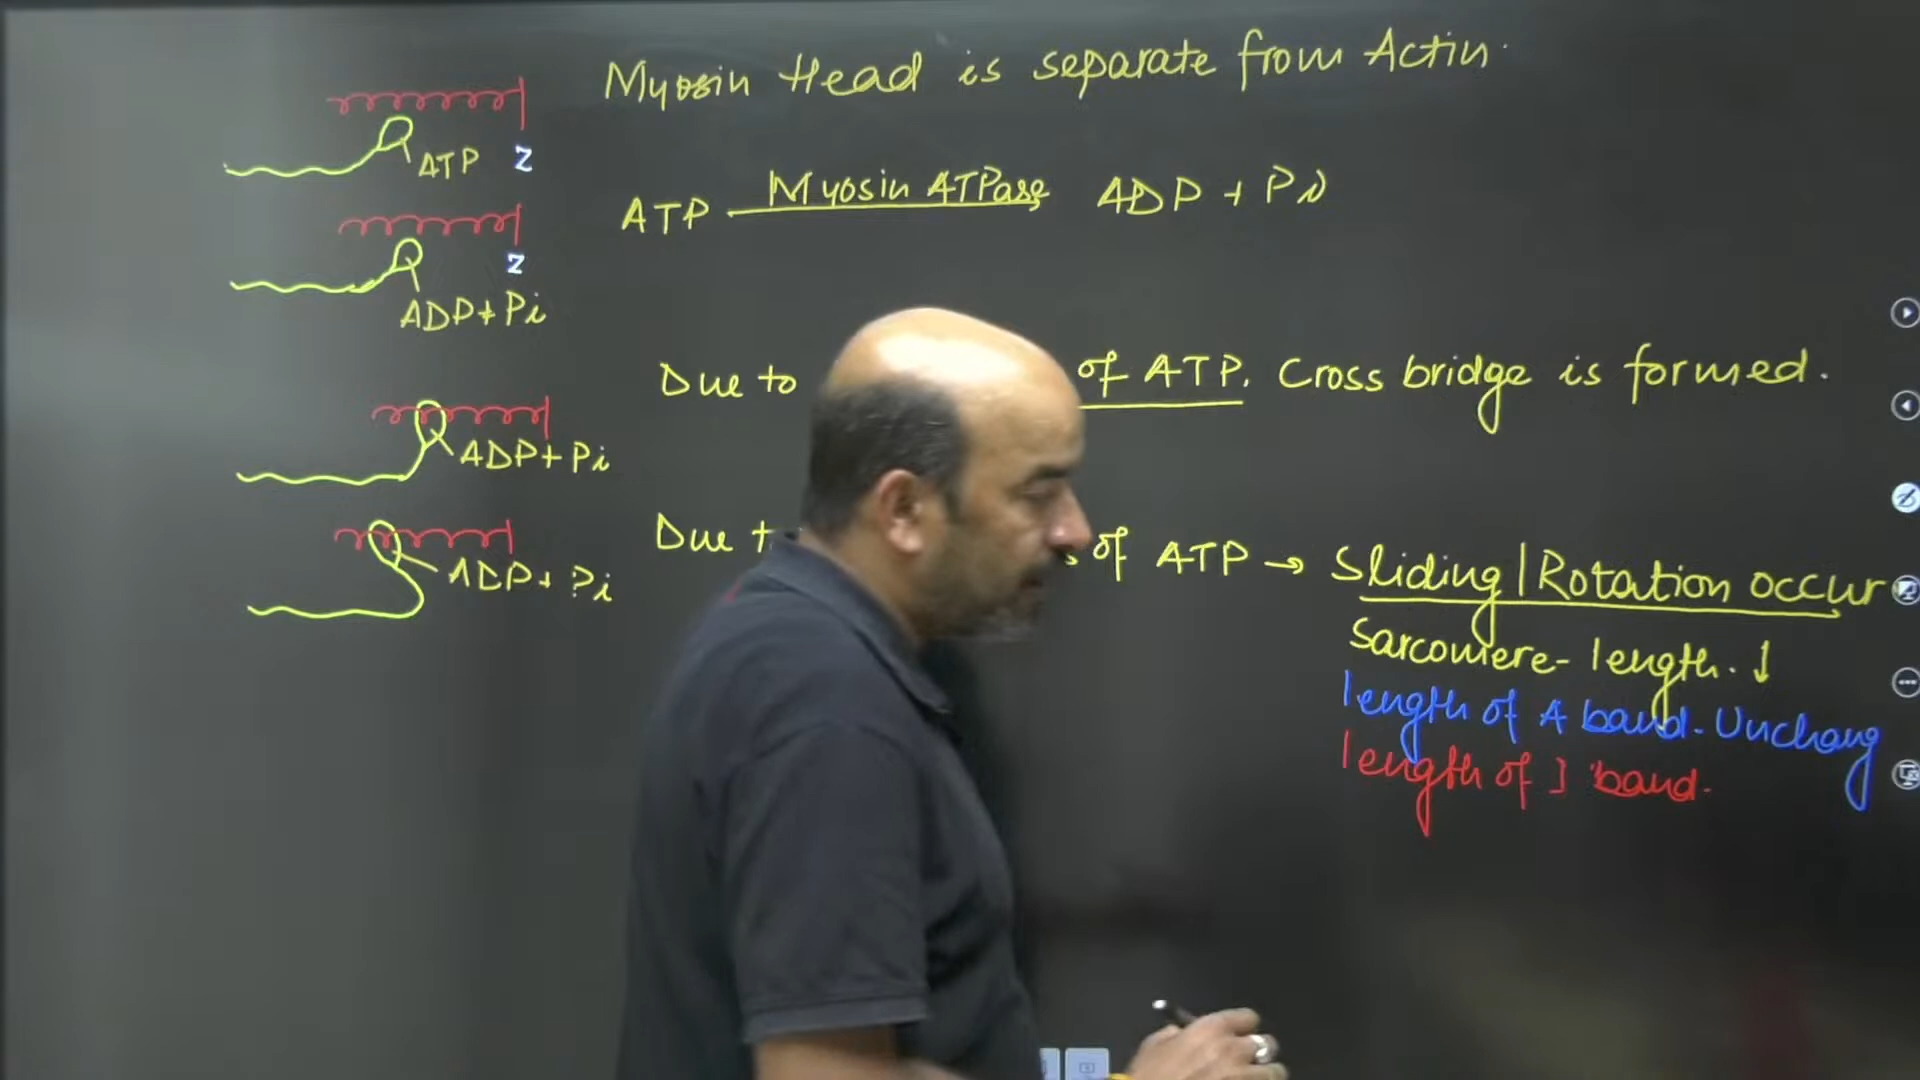 Myosin Head is separate from Actin.
ATP Z
ATP Myosin ATPase ADP + Pi
Z
ADP + Pi
Due to of ATP. Cross bridge is formed.
ADP + Pi
Due of ATP → Sliding | Rotation occur
ADP + Pi
Sarcomere - length. ↓
length of A band. Unchang
length of I band.